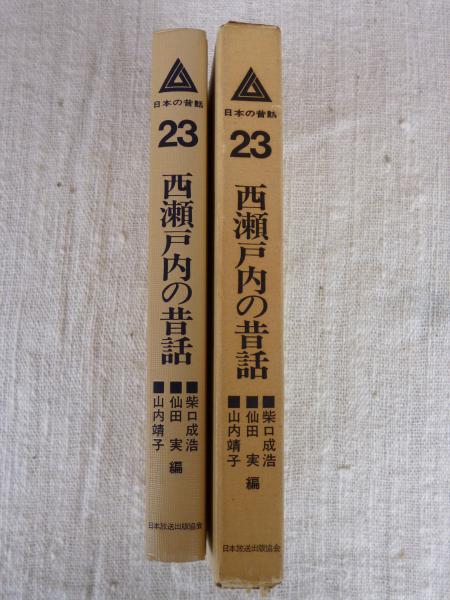 日本の昔話
23
西瀬戸内の昔話
■柴口成浩
■仙田 実 編
■山内靖子
日本放送出版協会
日本の昔話
23
西瀬戸内の昔話
■柴口成浩
■仙田 実 編
■山内靖子
日本放送出版協会